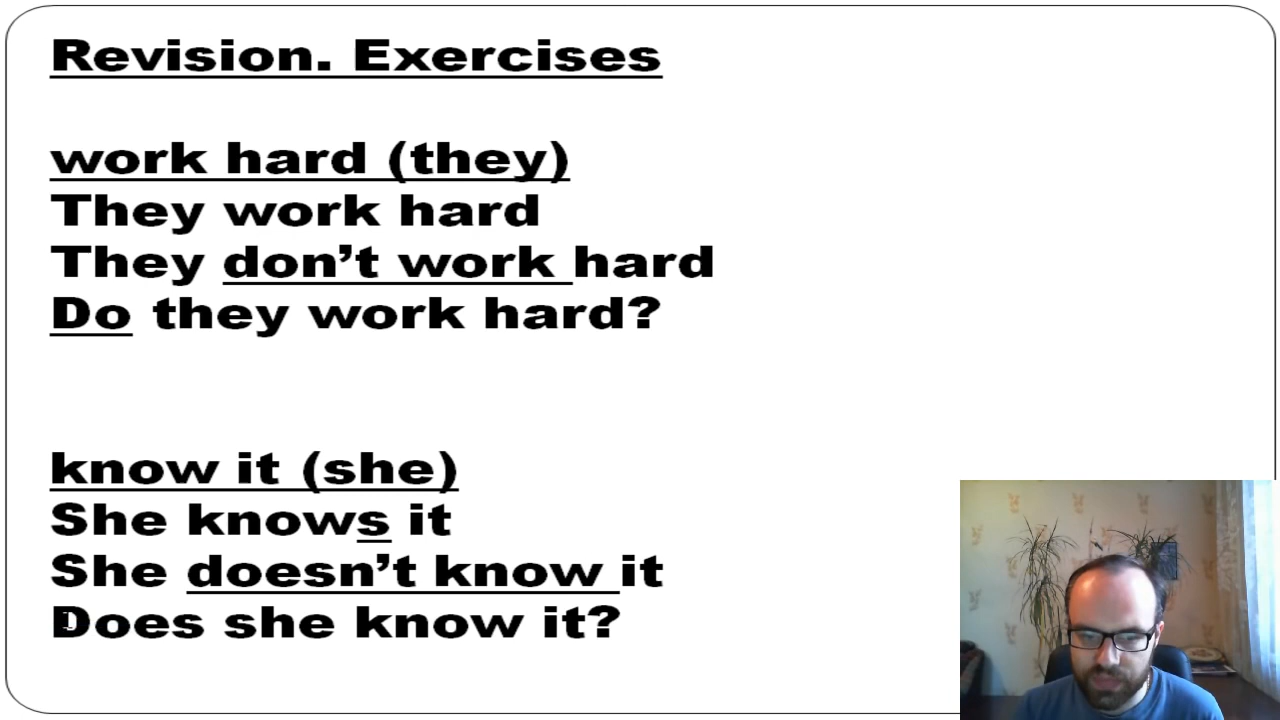 Revision. Exercises
work hard (they)
They work hard
They don’t work hard
Do they work hard?
know it (she)
She knows it
She doesn’t know it
Does she know it?